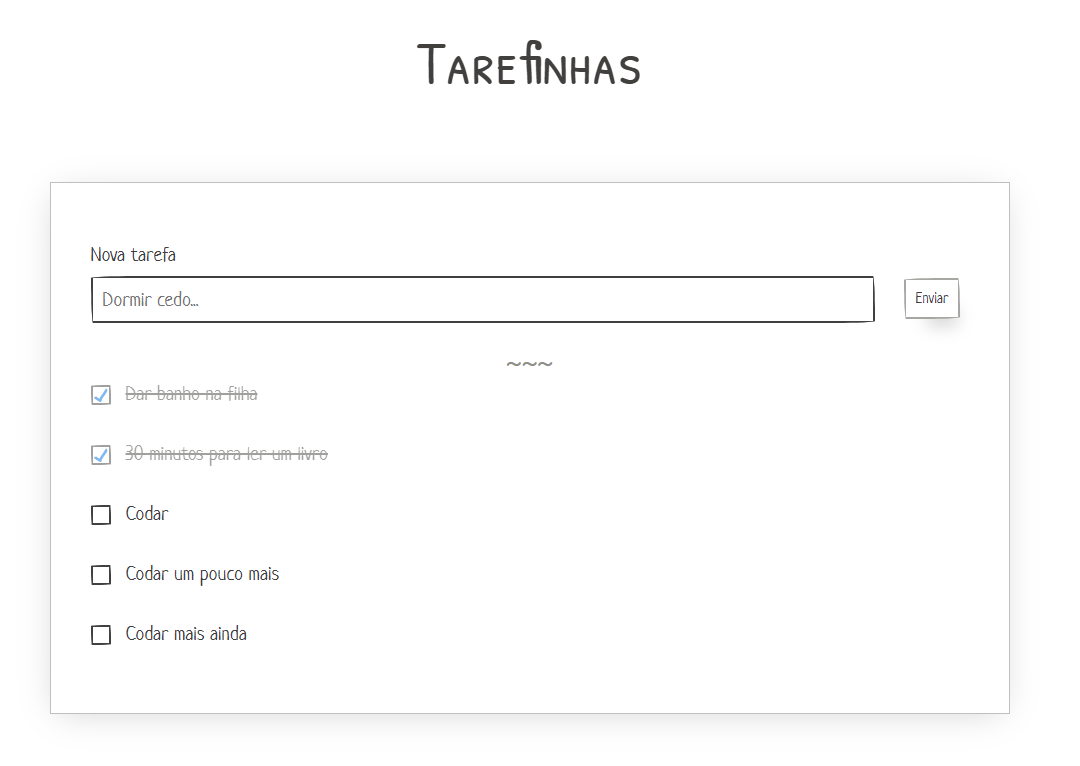 Tarefinhas
Nova tarefa
Dormir cedo...
Enviar
~~~
Dar banho na filha
30 minutos para ler um livro
Codar
Codar um pouco mais
Codar mais ainda